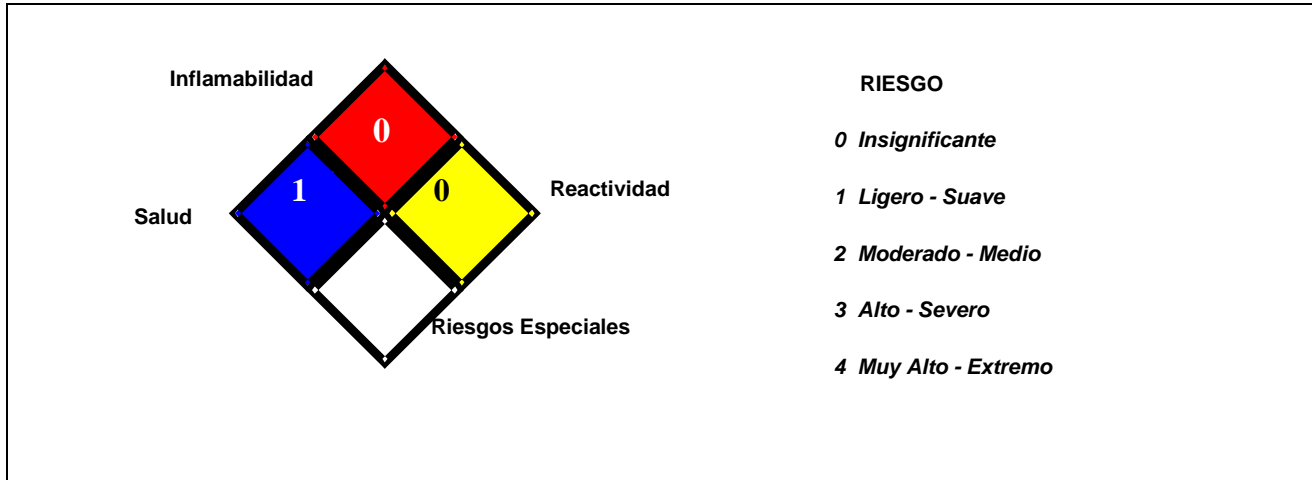 Inflamabilidad
0
1
0
Reactividad
Salud
Riesgos Especiales
RIESGO
0 Insignificante
1 Ligero - Suave
2 Moderado - Medio
3 Alto - Severo
4 Muy Alto - Extremo